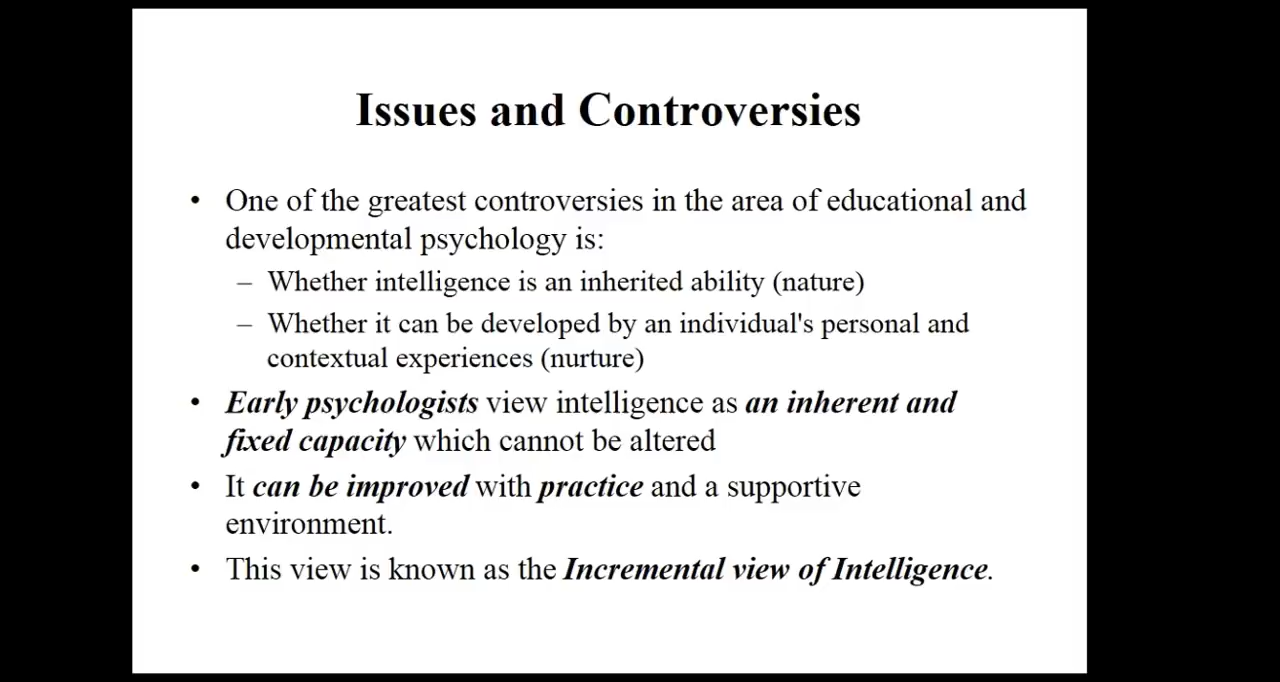 Issues and Controversies
• One of the greatest controversies in the area of educational and
developmental psychology is:
– Whether intelligence is an inherited ability (nature)
– Whether it can be developed by an individual's personal and
contextual experiences (nurture)
• Early psychologists view intelligence as an inherent and
fixed capacity which cannot be altered
• It can be improved with practice and a supportive
environment.
• This view is known as the Incremental view of Intelligence.